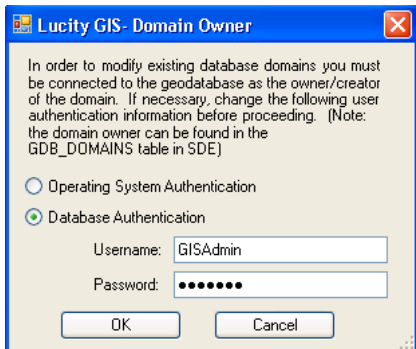 Lucity GIS- Domain Owner
In order to modify existing database domains you must
be connected to the geodatabase as the owner/creator
of the domain. If necessary, change the following user
authentication information before proceeding. (Note:
the domain owner can be found in the
GDB_DOMAINS table in SDE)
Operating System Authentication
Database Authentication
Username: GISAdmin
Password: •••••••
OK Cancel